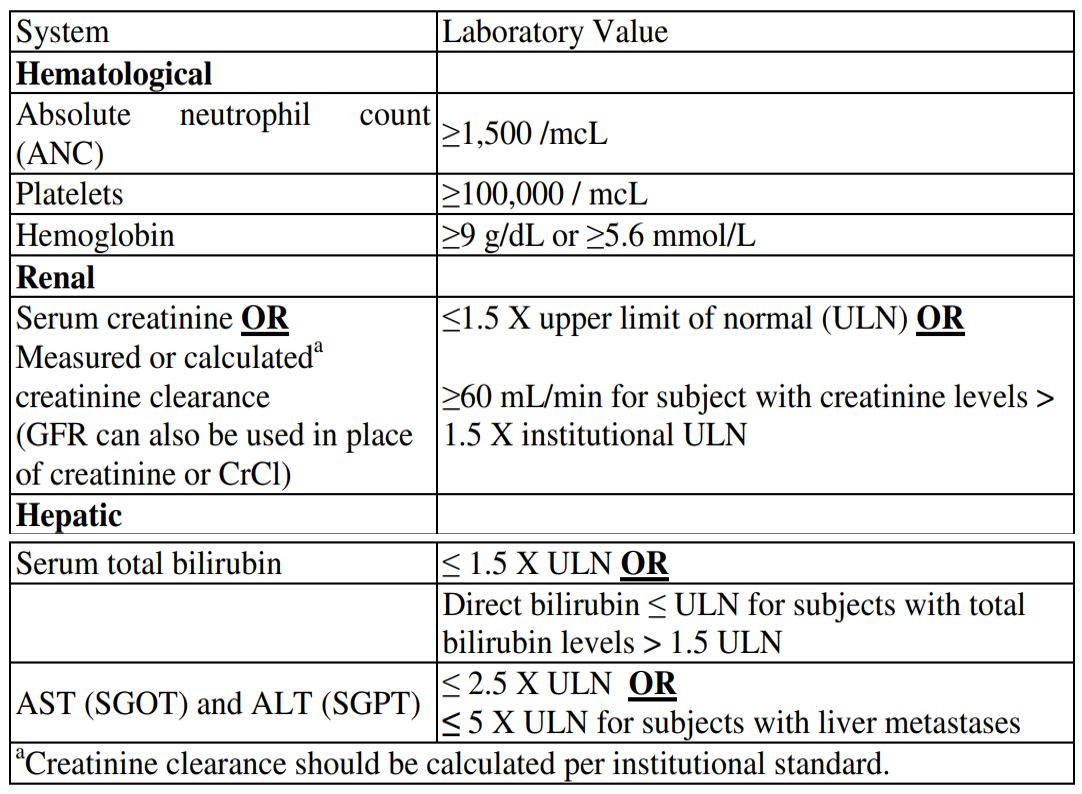 System Laboratory Value
Hematological
Absolute neutrophil count
(ANC)
≥1,500 /mcL
Platelets ≥100,000 / mcL
Hemoglobin ≥9 g/dL or ≥5.6 mmol/L
Renal
Serum creatinine OR
Measured or calculatedᵃ
creatinine clearance
(GFR can also be used in place
of creatinine or CrCl)
≤1.5 X upper limit of normal (ULN) OR
≥60 mL/min for subject with creatinine levels >
1.5 X institutional ULN
Hepatic
Serum total bilirubin ≤ 1.5 X ULN OR
Direct bilirubin ≤ ULN for subjects with total
bilirubin levels > 1.5 ULN
AST (SGOT) and ALT (SGPT)
≤ 2.5 X ULN OR
≤ 5 X ULN for subjects with liver metastases
ᵃCreatinine clearance should be calculated per institutional standard.